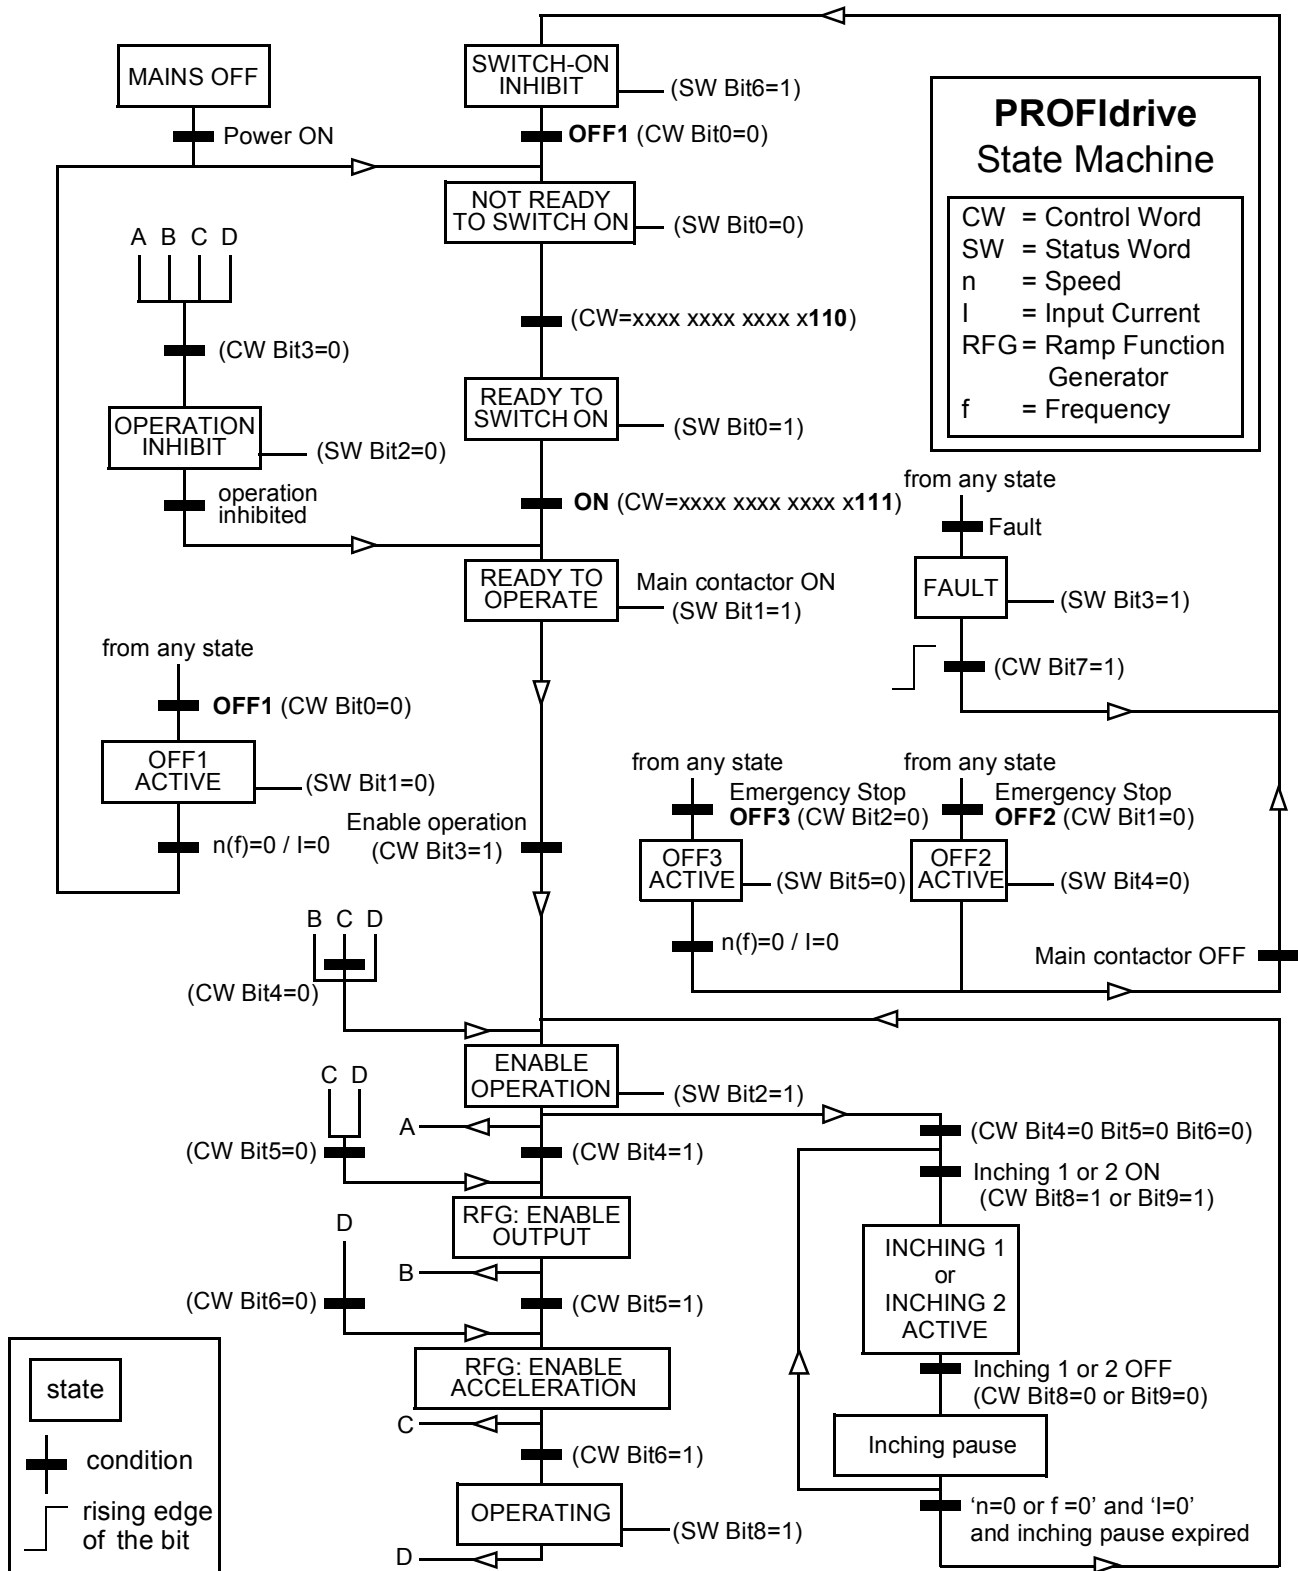 MAINS OFF
Power ON
SWITCH-ON
INHIBIT
(SW Bit6=1)
OFF1 (CW Bit0=0)
NOT READY
TO SWITCH ON
(SW Bit0=0)
(CW=xxxx xxxx xxxx x110)
READY TO
SWITCH ON
(SW Bit0=1)
ON (CW=xxxx xxxx xxxx x111)
READY TO
OPERATE
Main contactor ON
(SW Bit1=1)
PROFIdrive
State Machine
CW = Control Word
SW = Status Word
n = Speed
I = Input Current
RFG = Ramp Function
Generator
f = Frequency
A B C D
(CW Bit3=0)
OPERATION
INHIBIT
(SW Bit2=0)
operation
inhibited
from any state
Fault
FAULT
(SW Bit3=1)
(CW Bit7=1)
from any state
OFF1 (CW Bit0=0)
OFF1
ACTIVE
(SW Bit1=0)
n(f)=0 / I=0
Enable operation
(CW Bit3=1)
from any state
Emergency Stop
OFF3 (CW Bit2=0)
OFF3
ACTIVE
(SW Bit5=0)
n(f)=0 / I=0
from any state
Emergency Stop
OFF2 (CW Bit1=0)
OFF2
ACTIVE
(SW Bit4=0)
Main contactor OFF
B C D
(CW Bit4=0)
ENABLE
OPERATION
(SW Bit2=1)
A
(CW Bit4=1)
C D
(CW Bit5=0)
RFG: ENABLE
OUTPUT
B
(CW Bit5=1)
D
(CW Bit6=0)
RFG: ENABLE
ACCELERATION
C
(CW Bit6=1)
OPERATING
(SW Bit8=1)
D
(CW Bit4=0 Bit5=0 Bit6=0)
Inching 1 or 2 ON
(CW Bit8=1 or Bit9=1)
INCHING 1
or
INCHING 2
ACTIVE
Inching 1 or 2 OFF
(CW Bit8=0 or Bit9=0)
Inching pause
‘n=0 or f =0’ and ‘I=0’
and inching pause expired
state
condition
rising edge
of the bit